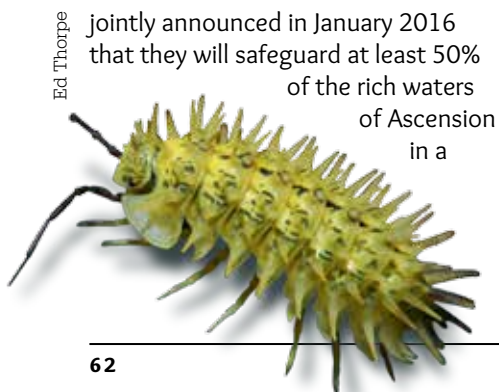 Ed Thorpe
jointly announced in January 2016
that they will safeguard at least 50%
of the rich waters
of Ascension
in a
62